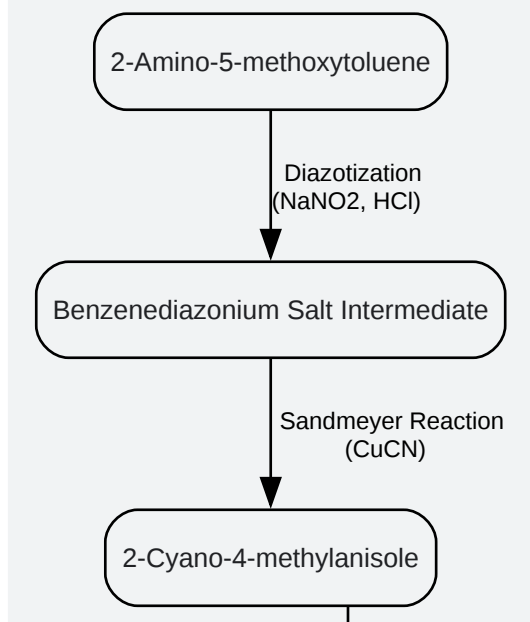 2-Amino-5-methoxytoluene
Diazotization
(NaNO2, HCl)
Benzenediazonium Salt Intermediate
Sandmeyer Reaction
(CuCN)
2-Cyano-4-methylanisole